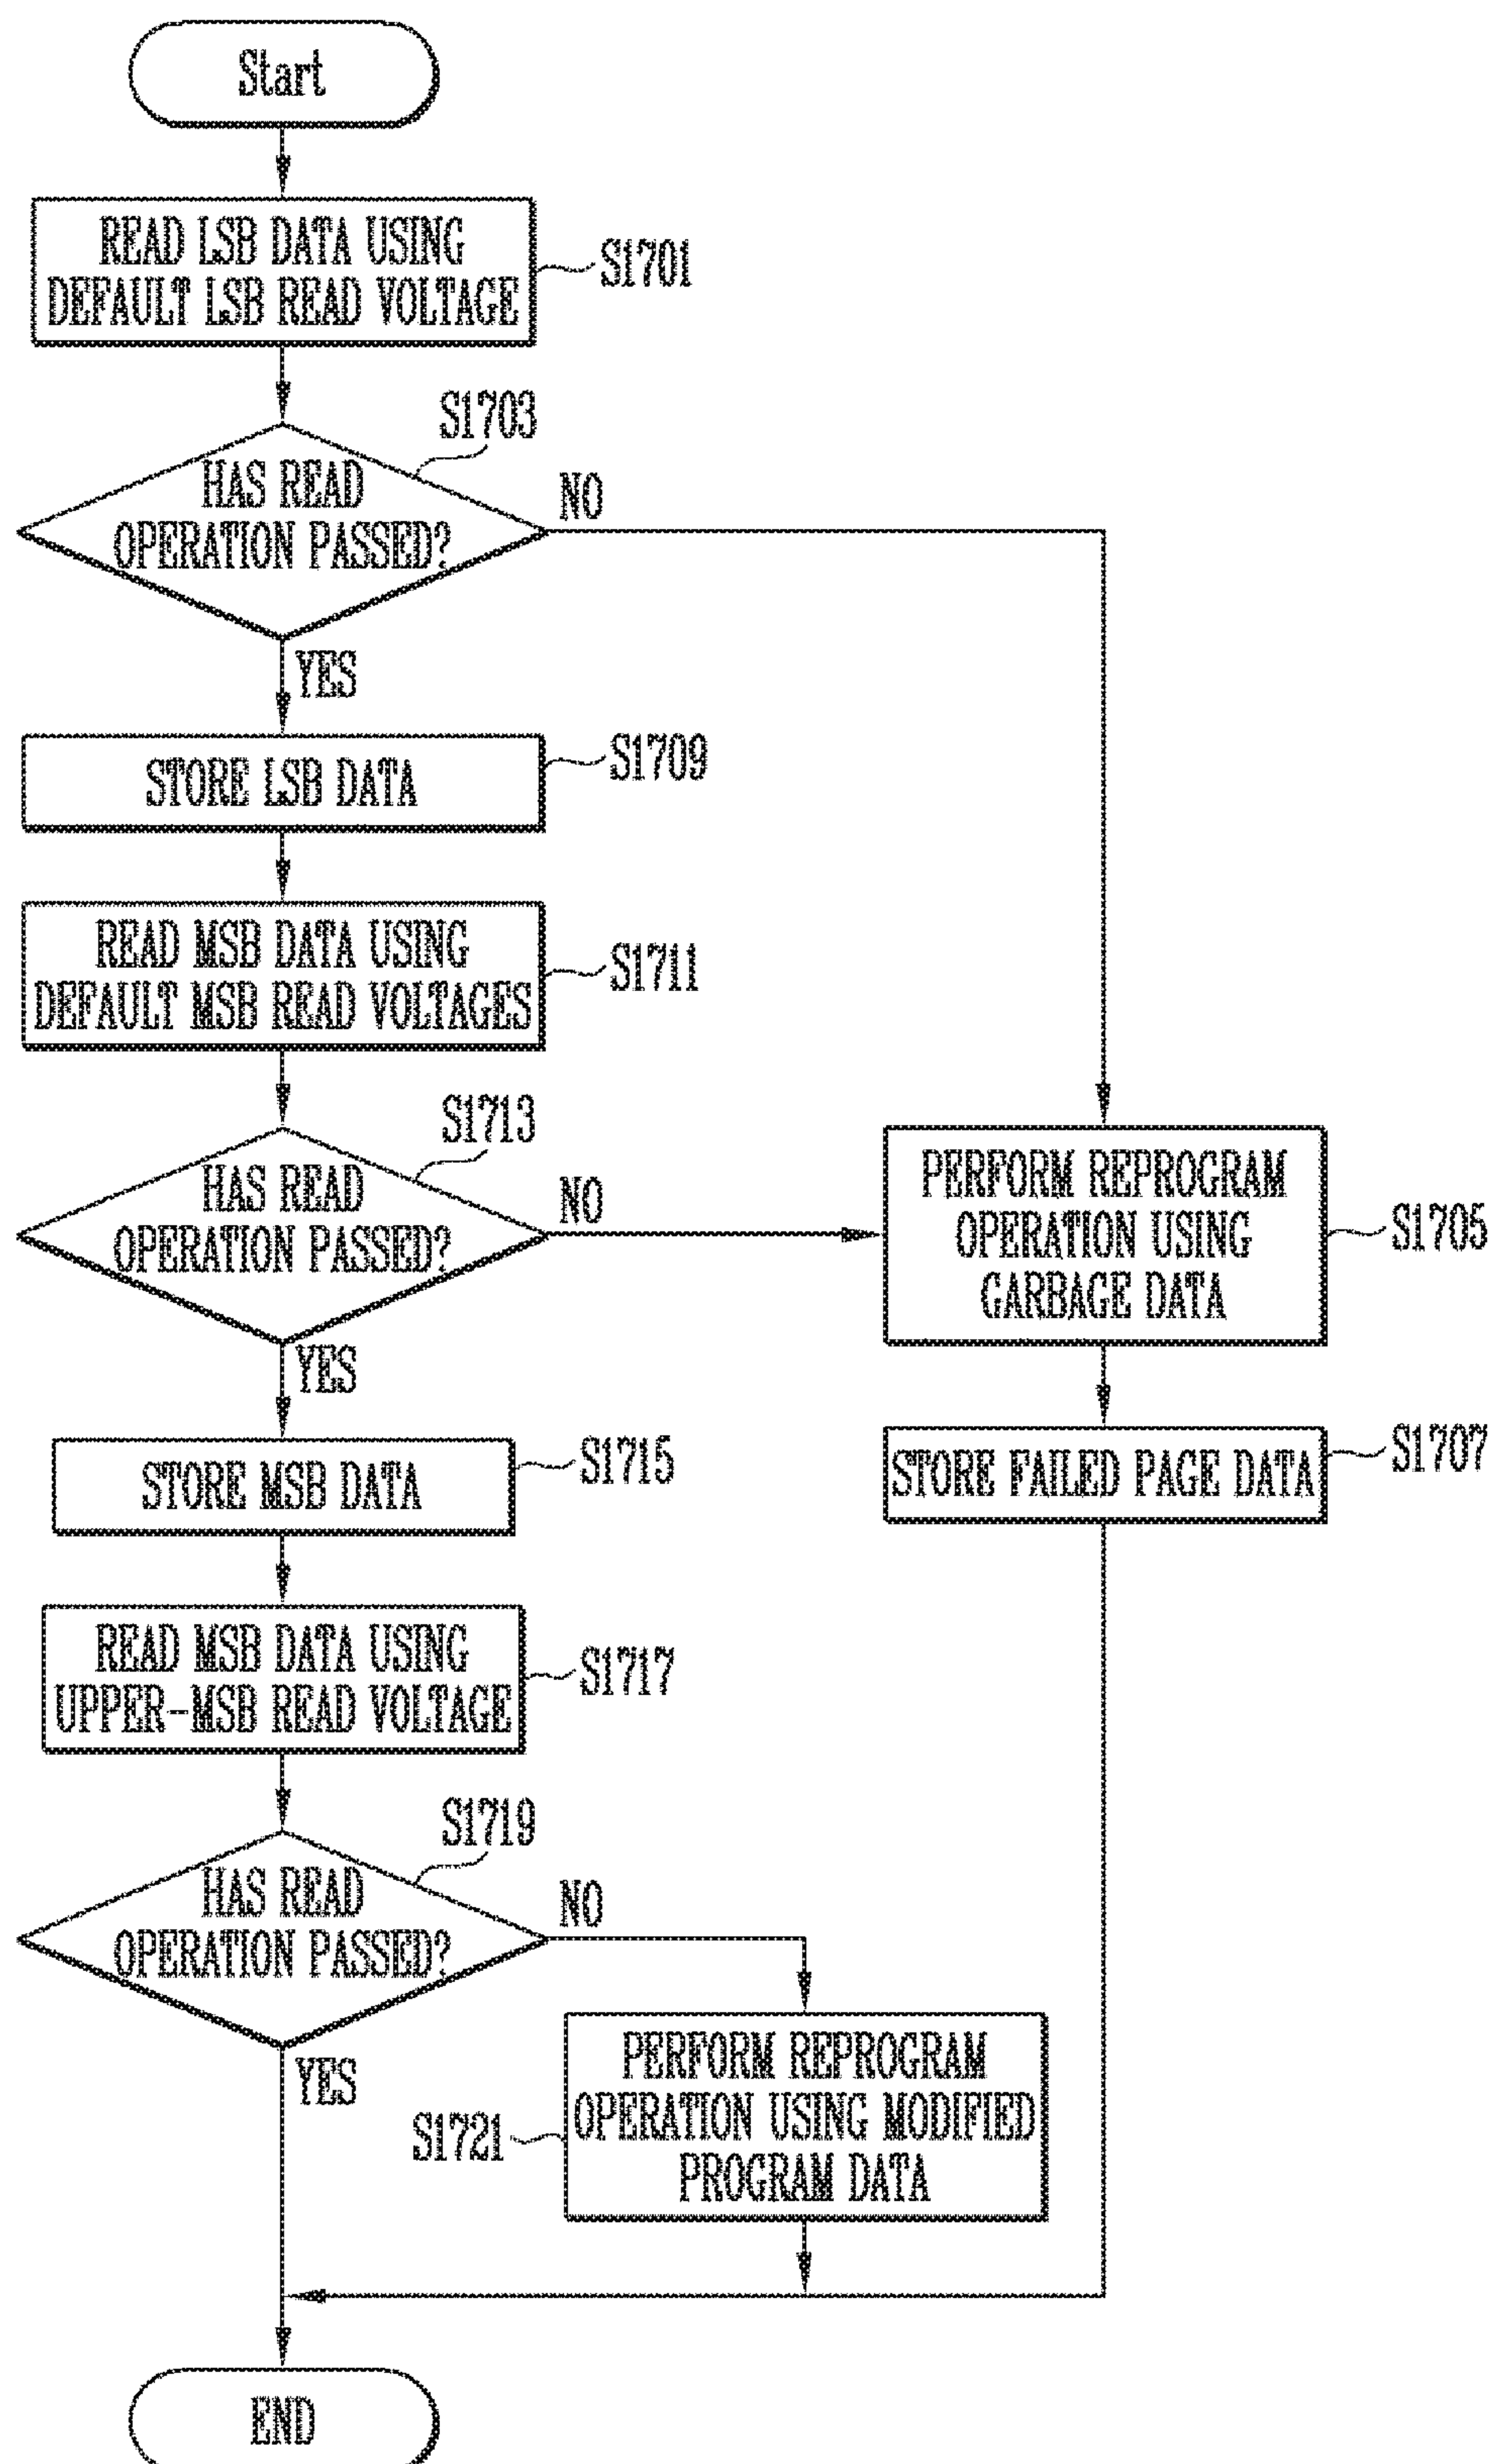 Start
READ LSB DATA USING
DEFAULT LSB READ VOLTAGE
S1701
S1703
HAS READ
OPERATION PASSED?
NO
YES
STORE LSB DATA
S1709
READ MSB DATA USING
DEFAULT MSB READ VOLTAGES
S1711
S1713
HAS READ
OPERATION PASSED?
NO
YES
PERFORM REPROGRAM
OPERATION USING
GARBAGE DATA
S1705
STORE MSB DATA
S1715
STORE FAILED PAGE DATA
S1707
READ MSB DATA USING
UPPER-MSB READ VOLTAGE
S1717
S1719
HAS READ
OPERATION PASSED?
NO
YES
PERFORM REPROGRAM
OPERATION USING MODIFIED
PROGRAM DATA
S1721
END